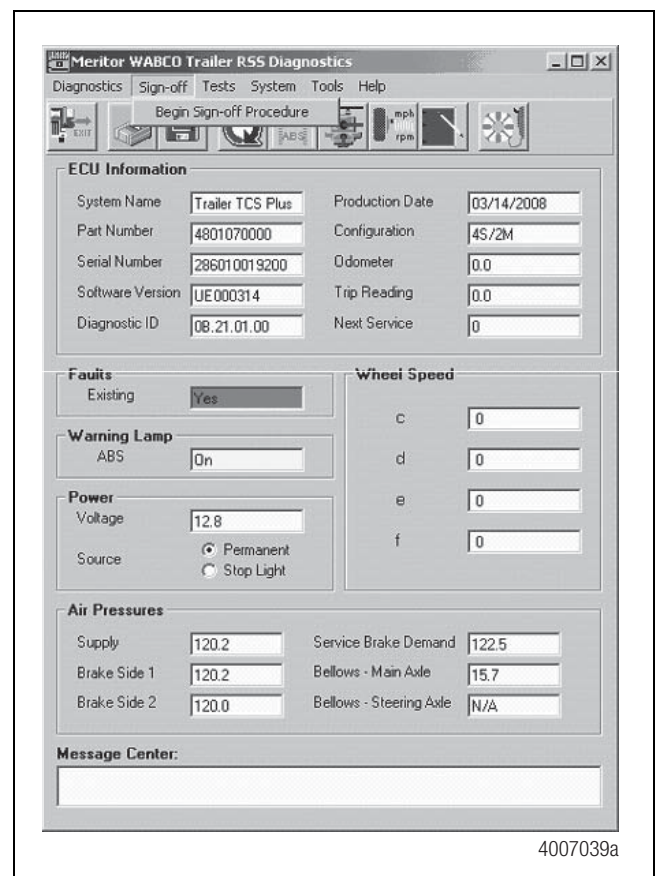 Meritor WABCO Trailer RSS Diagnostics
Diagnostics Sign-off Tests System Tools Help
Begin Sign-off Procedure
EXIT ABS mph rpm
ECU Information
System Name Trailer TCS Plus Production Date 03/14/2008
Part Number 4801070000 Configuration 4S/2M
Serial Number 286010019200 Odometer 0.0
Software Version UE000314 Trip Reading 0.0
Diagnostic ID 0B.21.01.00 Next Service 0
Faults Wheel Speed
Existing Yes
c 0
Warning Lamp
ABS On d 0
Power e 0
Voltage 12.8
f 0
Source Permanent
Stop Light
Air Pressures
Supply 120.2 Service Brake Demand 122.5
Brake Side 1 120.2 Bellows - Main Axle 15.7
Brake Side 2 120.0 Bellows - Steering Axle N/A
Message Center:
4007039a